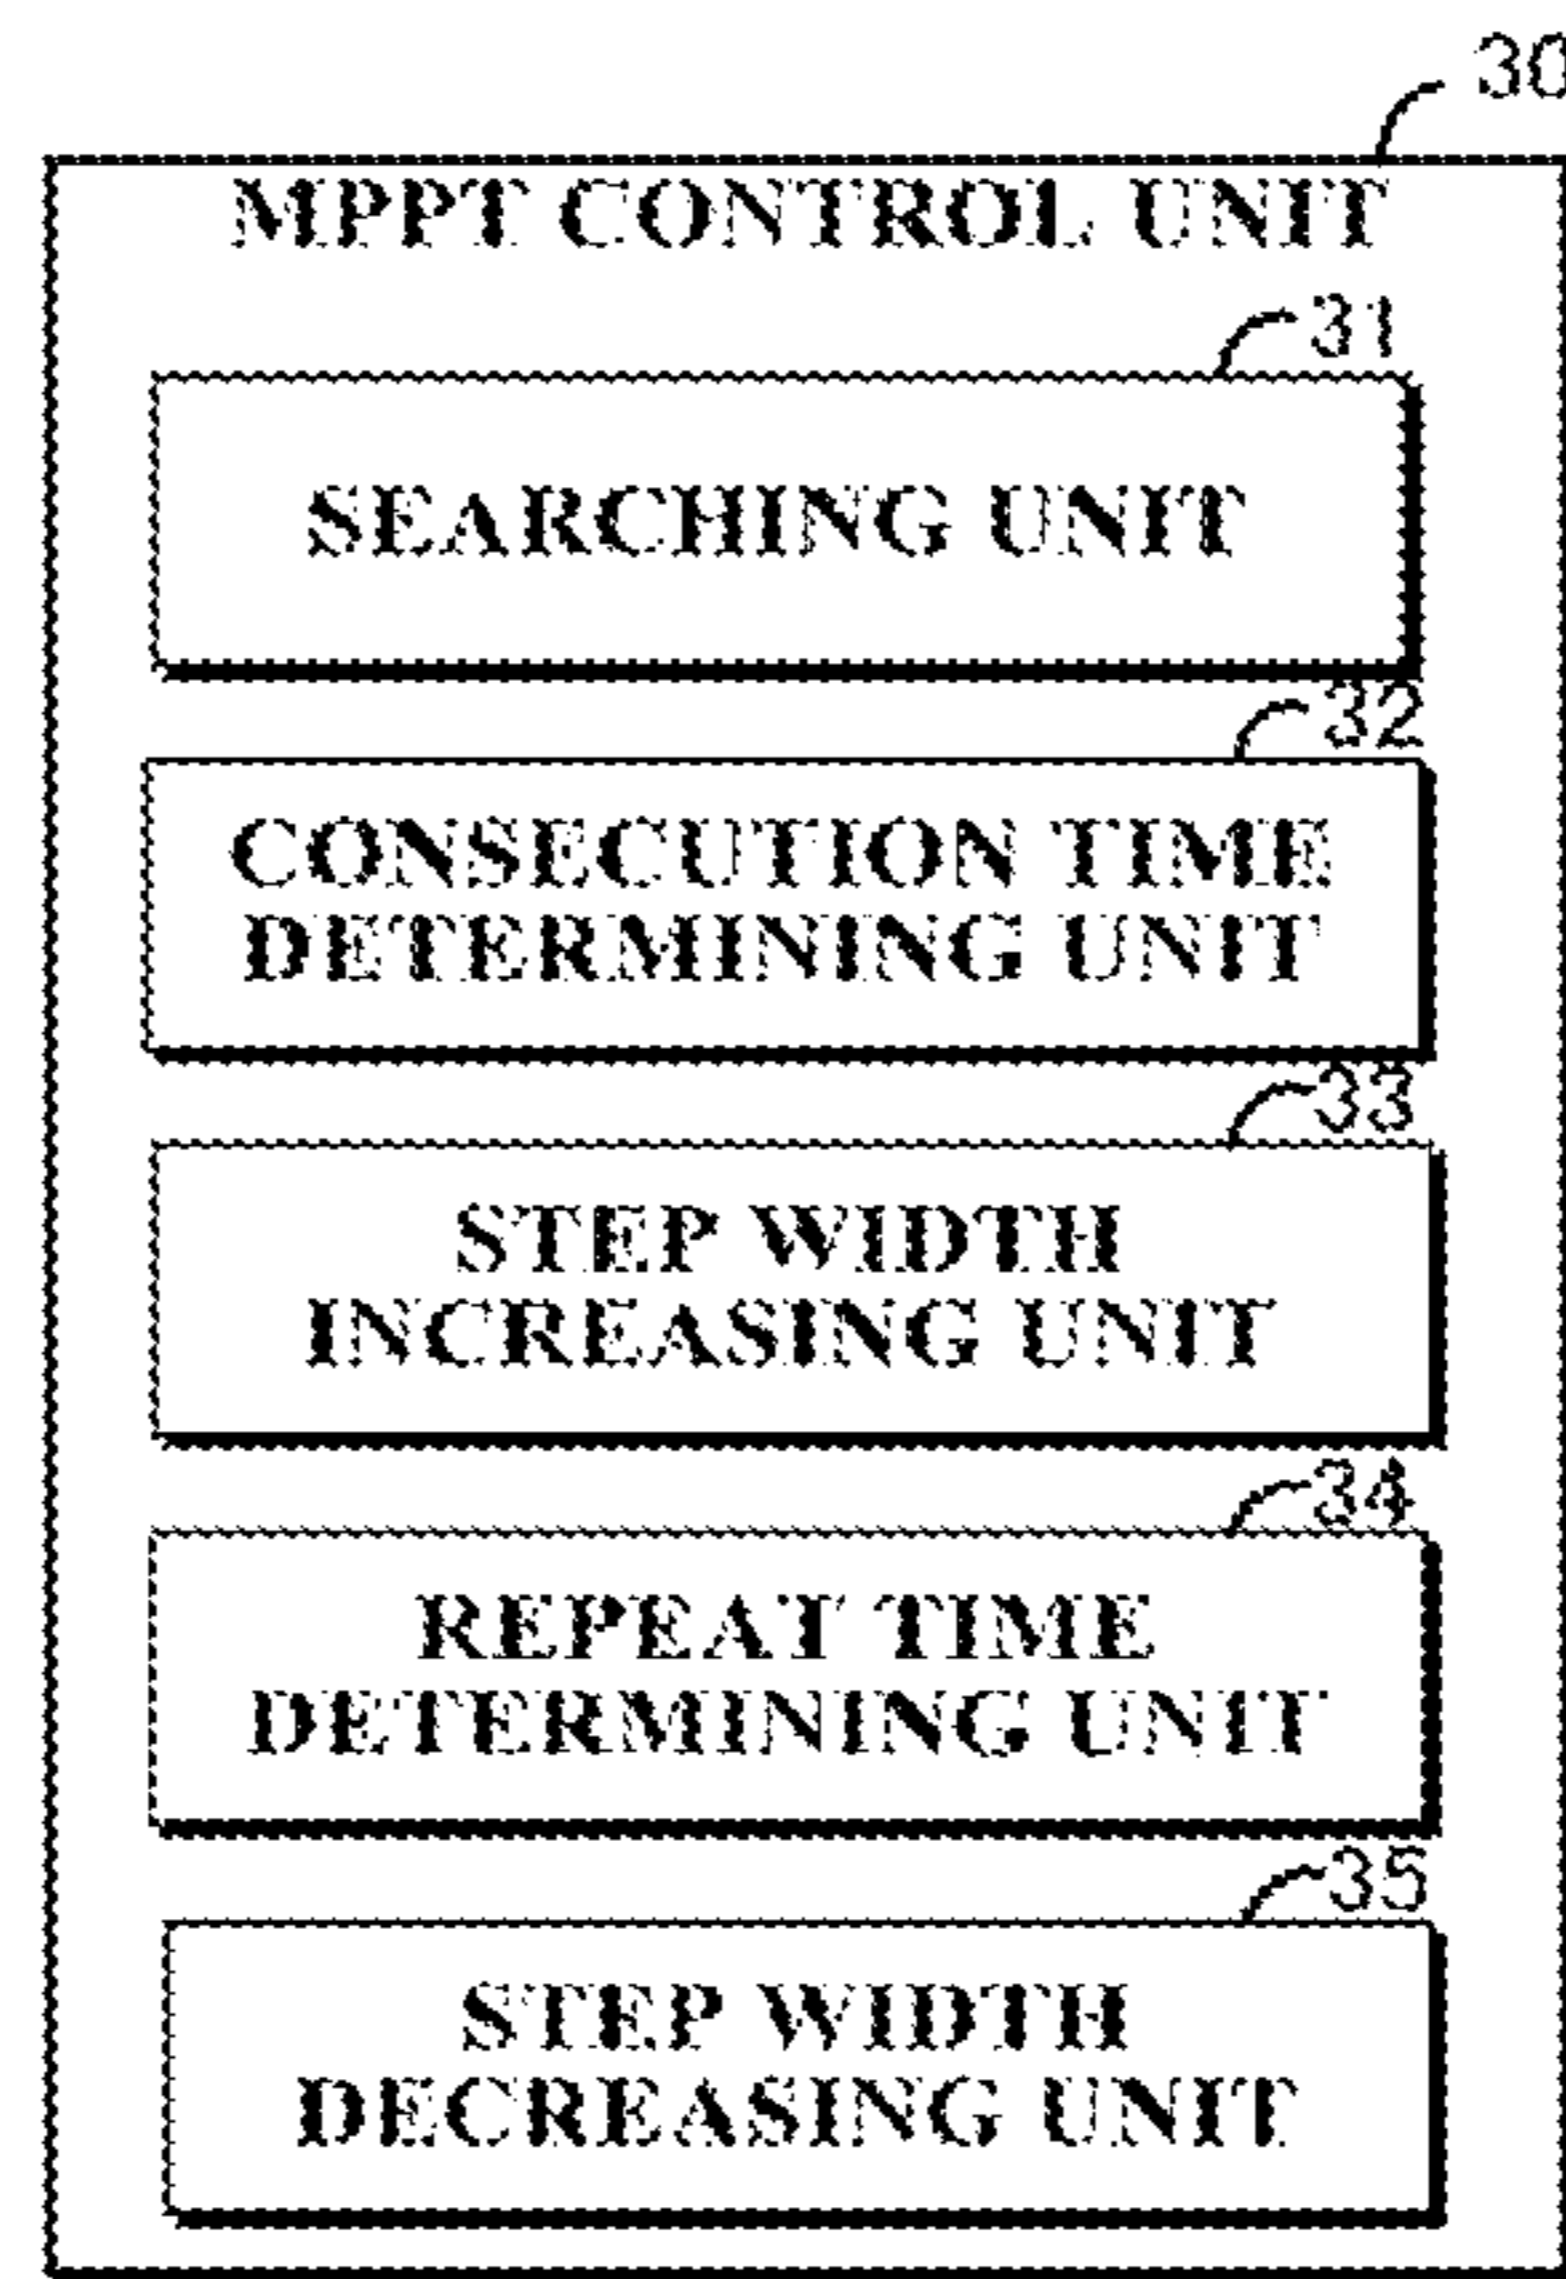 30
MPPT CONTROL UNIT
31
SEARCHING UNIT
32
CONSECUTION TIME
DETERMINING UNIT
33
STEP WIDTH
INCREASING UNIT
34
REPEAT TIME
DETERMINING UNIT
35
STEP WIDTH
DECREASING UNIT